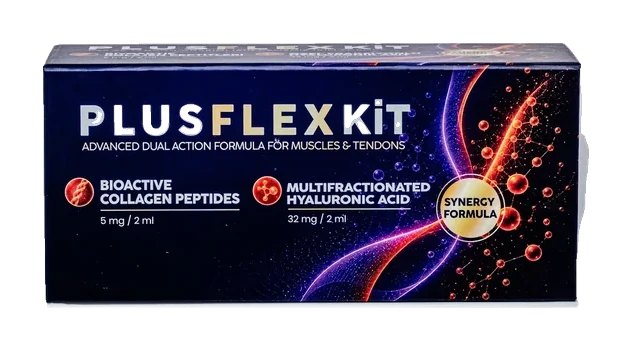 PLUSFLEXKiT
PLUSFLEXKiT
ADVANCED DUAL ACTION FORMULA FOR MUSCLES & TENDONS
BIOACTIVE
COLLAGEN PEPTIDES
5 mg / 2 ml
MULTIFRACTIONATED
HYALURONIC ACID
32 mg / 2 ml
SYNERGY
FORMULA